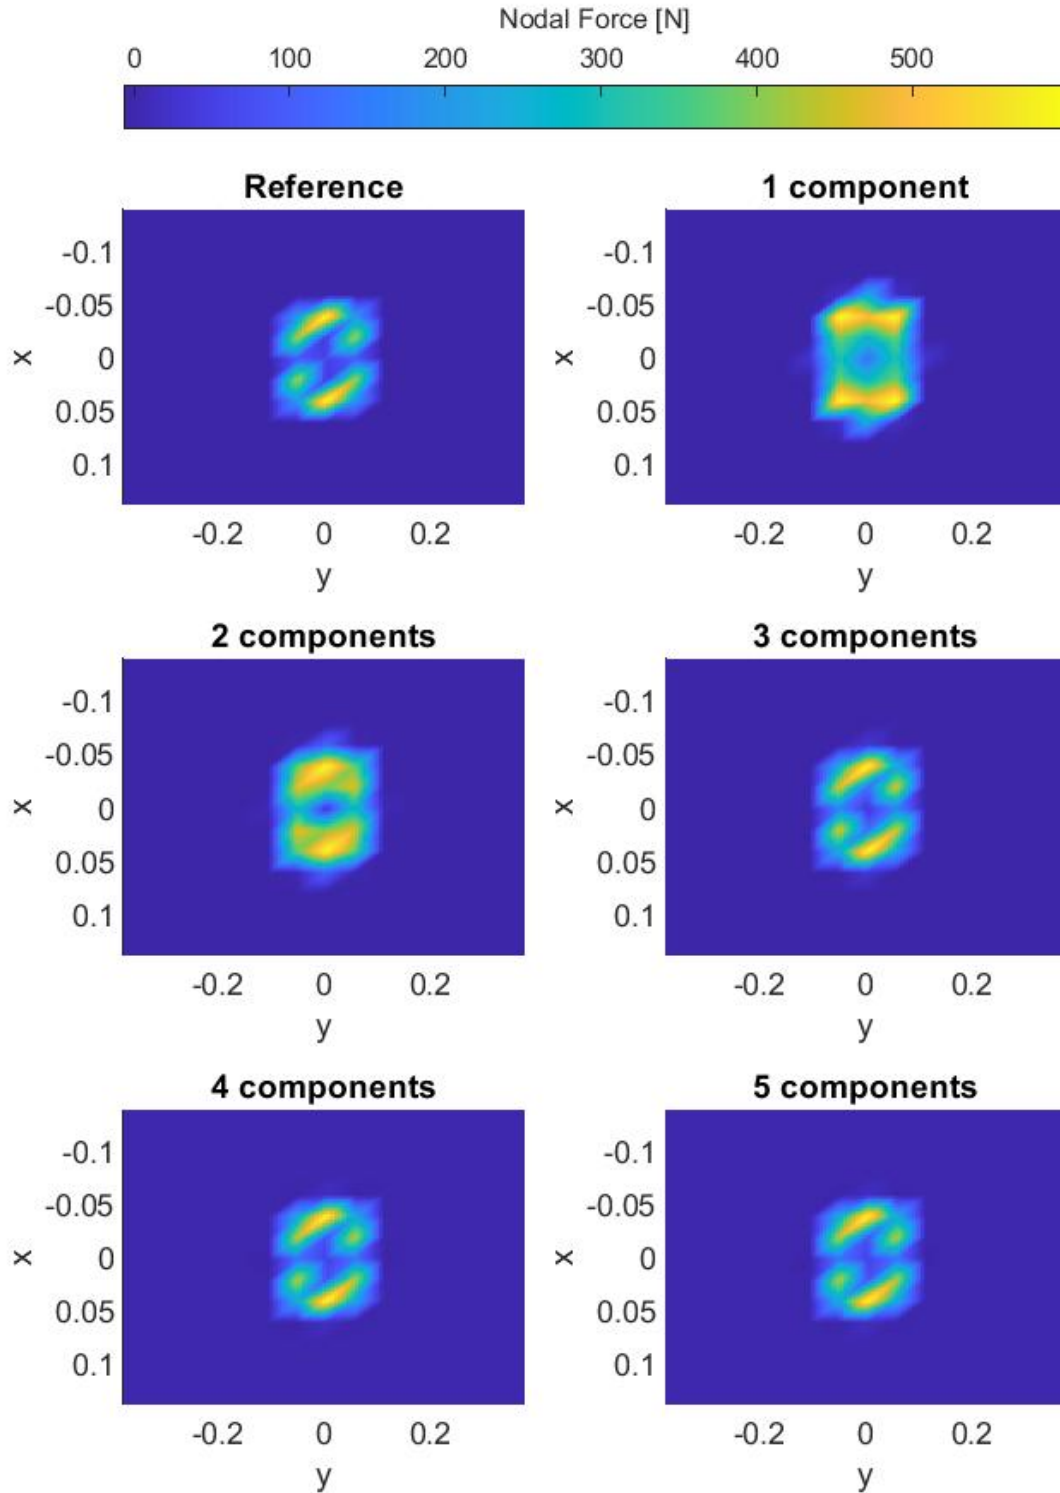 Nodal Force [N]
0 100 200 300 400 500
Reference
1 component
-0.1
-0.05
0
0.05
0.1
x
-0.2 0 0.2
y
-0.1
-0.05
0
0.05
0.1
x
-0.2 0 0.2
y
2 components
3 components
-0.1
-0.05
0
0.05
0.1
x
-0.2 0 0.2
y
-0.1
-0.05
0
0.05
0.1
x
-0.2 0 0.2
y
4 components
5 components
-0.1
-0.05
0
0.05
0.1
x
-0.2 0 0.2
y
-0.1
-0.05
0
0.05
0.1
x
-0.2 0 0.2
y